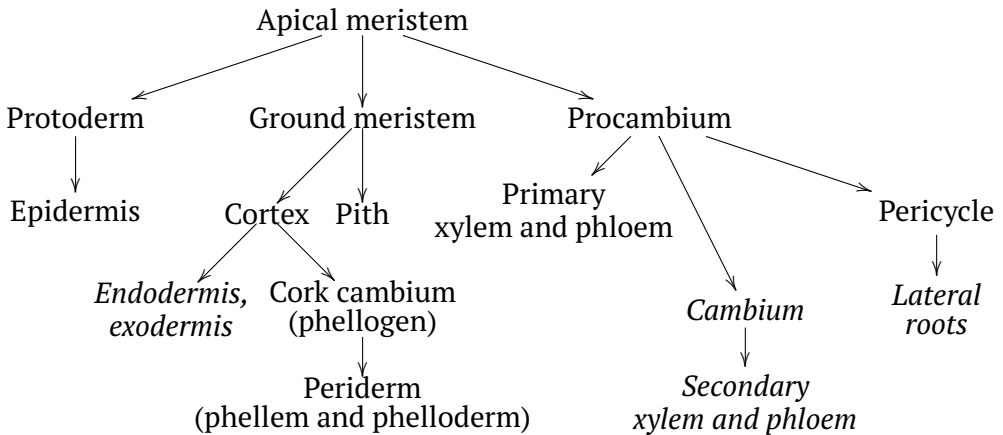 Apical meristem
Protoderm
Ground meristem
Procambium
Epidermis
Cortex
Pith
Primary
xylem and phloem
Pericycle
Endodermis,
exodermis
Cork cambium
(phellogen)
Cambium
Lateral
roots
Periderm
(phellem and phelloderm)
Secondary
xylem and phloem